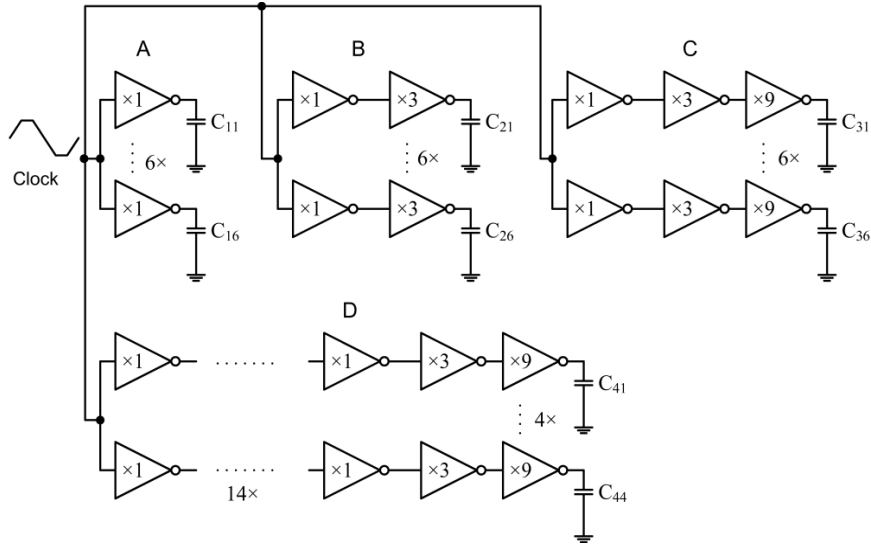 A
B
C
×1
C11
×1
×3
C21
×1
×3
×9
C31
6×
6×
6×
Clock
×1
C16
×1
×3
C26
×1
×3
×9
C36
D
×1
×1
×3
×9
C41
4×
×1
×1
×3
×9
C44
14×